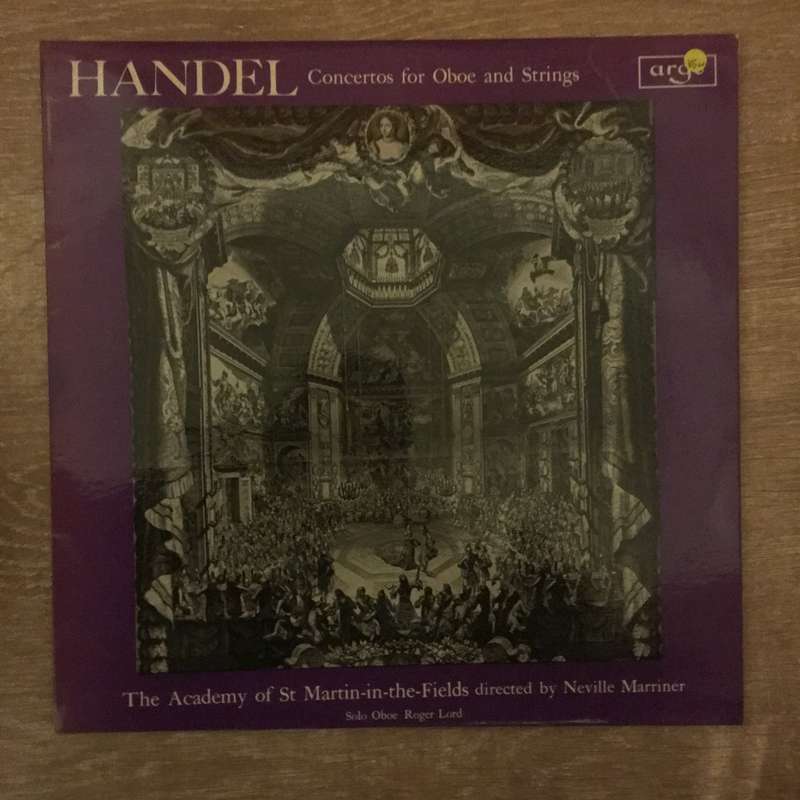 HANDEL Concertos for Oboe and Strings
argo
The Academy of St Martin-in-the-Fields directed by Neville Marriner
Solo Oboe Roger Lord